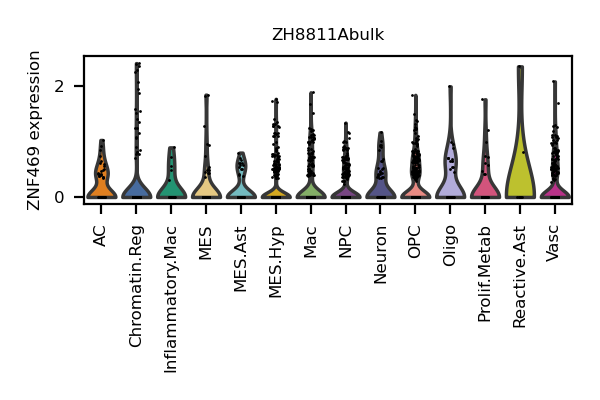 ZH8811Abulk
ZNF469 expression
2
0
AC
Chromatin.Reg
Inflammatory.Mac
MES
MES.Ast
MES.Hyp
Mac
NPC
Neuron
OPC
Oligo
Prolif.Metab
Reactive.Ast
Vasc